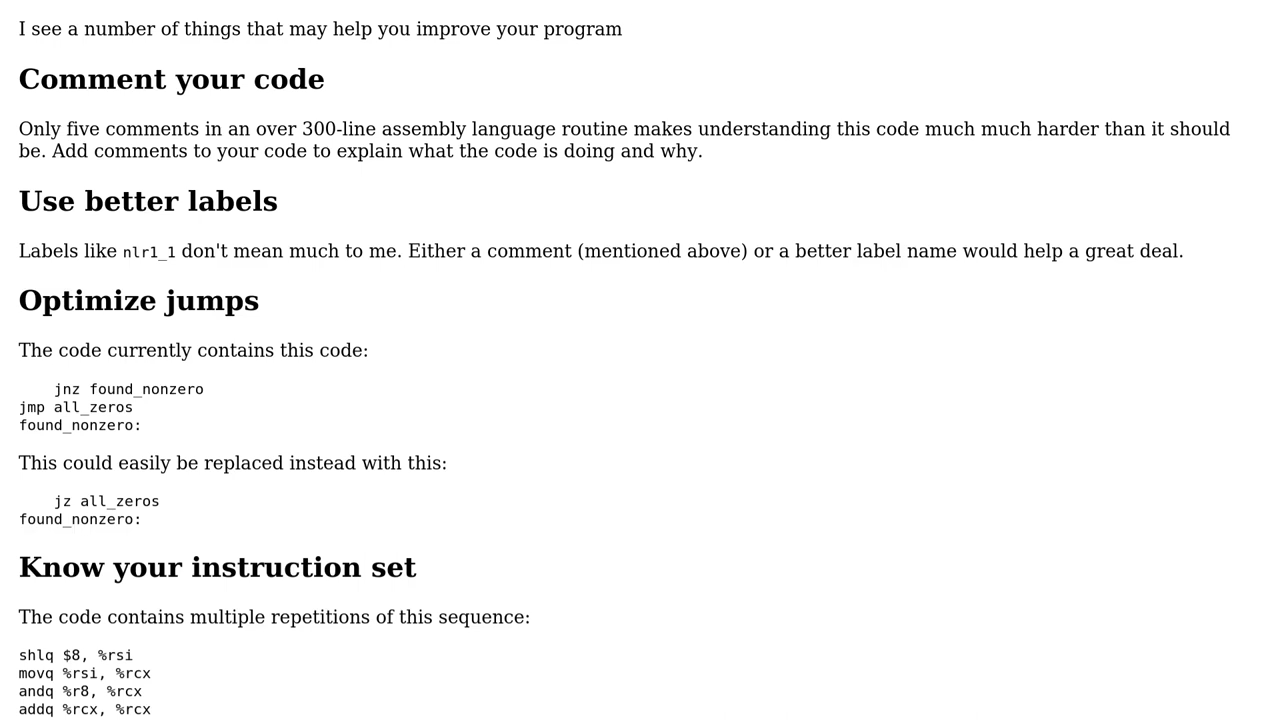 I see a number of things that may help you improve your program
Comment your code
Only five comments in an over 300-line assembly language routine makes understanding this code much much harder than it should
be. Add comments to your code to explain what the code is doing and why.
Use better labels
Labels like nlr1_1 don't mean much to me. Either a comment (mentioned above) or a better label name would help a great deal.
Optimize jumps
The code currently contains this code:
    jnz found_nonzero
jmp all_zeros
found_nonzero:
This could easily be replaced instead with this:
    jz all_zeros
found_nonzero:
Know your instruction set
The code contains multiple repetitions of this sequence:
shlq $8, %rsi
movq %rsi, %rcx
andq %r8, %rcx
addq %rcx, %rcx